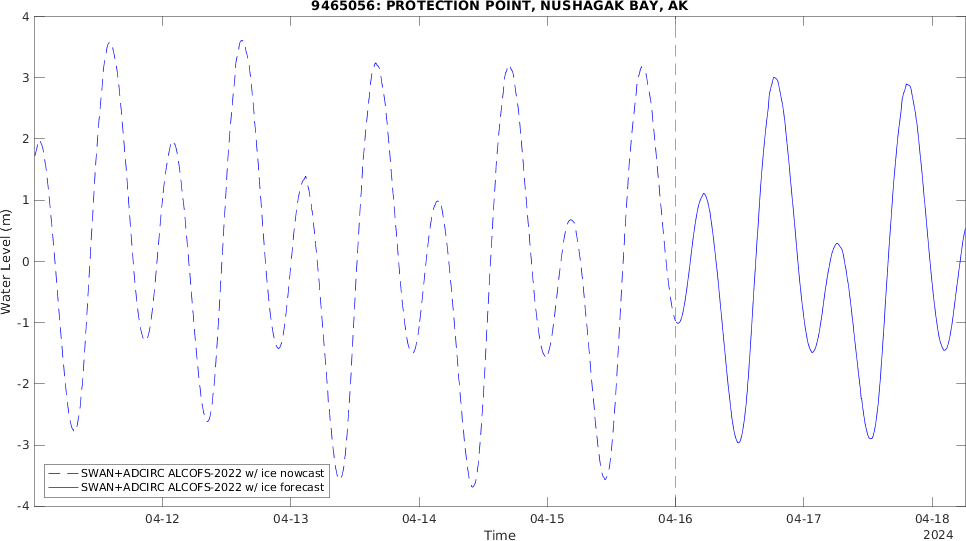 9465056: PROTECTION POINT, NUSHAGAK BAY, AK
4
3
2
1
0
-1
-2
-3
-4
Water Level (m)
SWAN+ADCIRC ALCOFS-2022 w/ ice nowcast
SWAN+ADCIRC ALCOFS-2022 w/ ice forecast
04-12 04-13 04-14 04-15 04-16 04-17 04-18
Time
2024